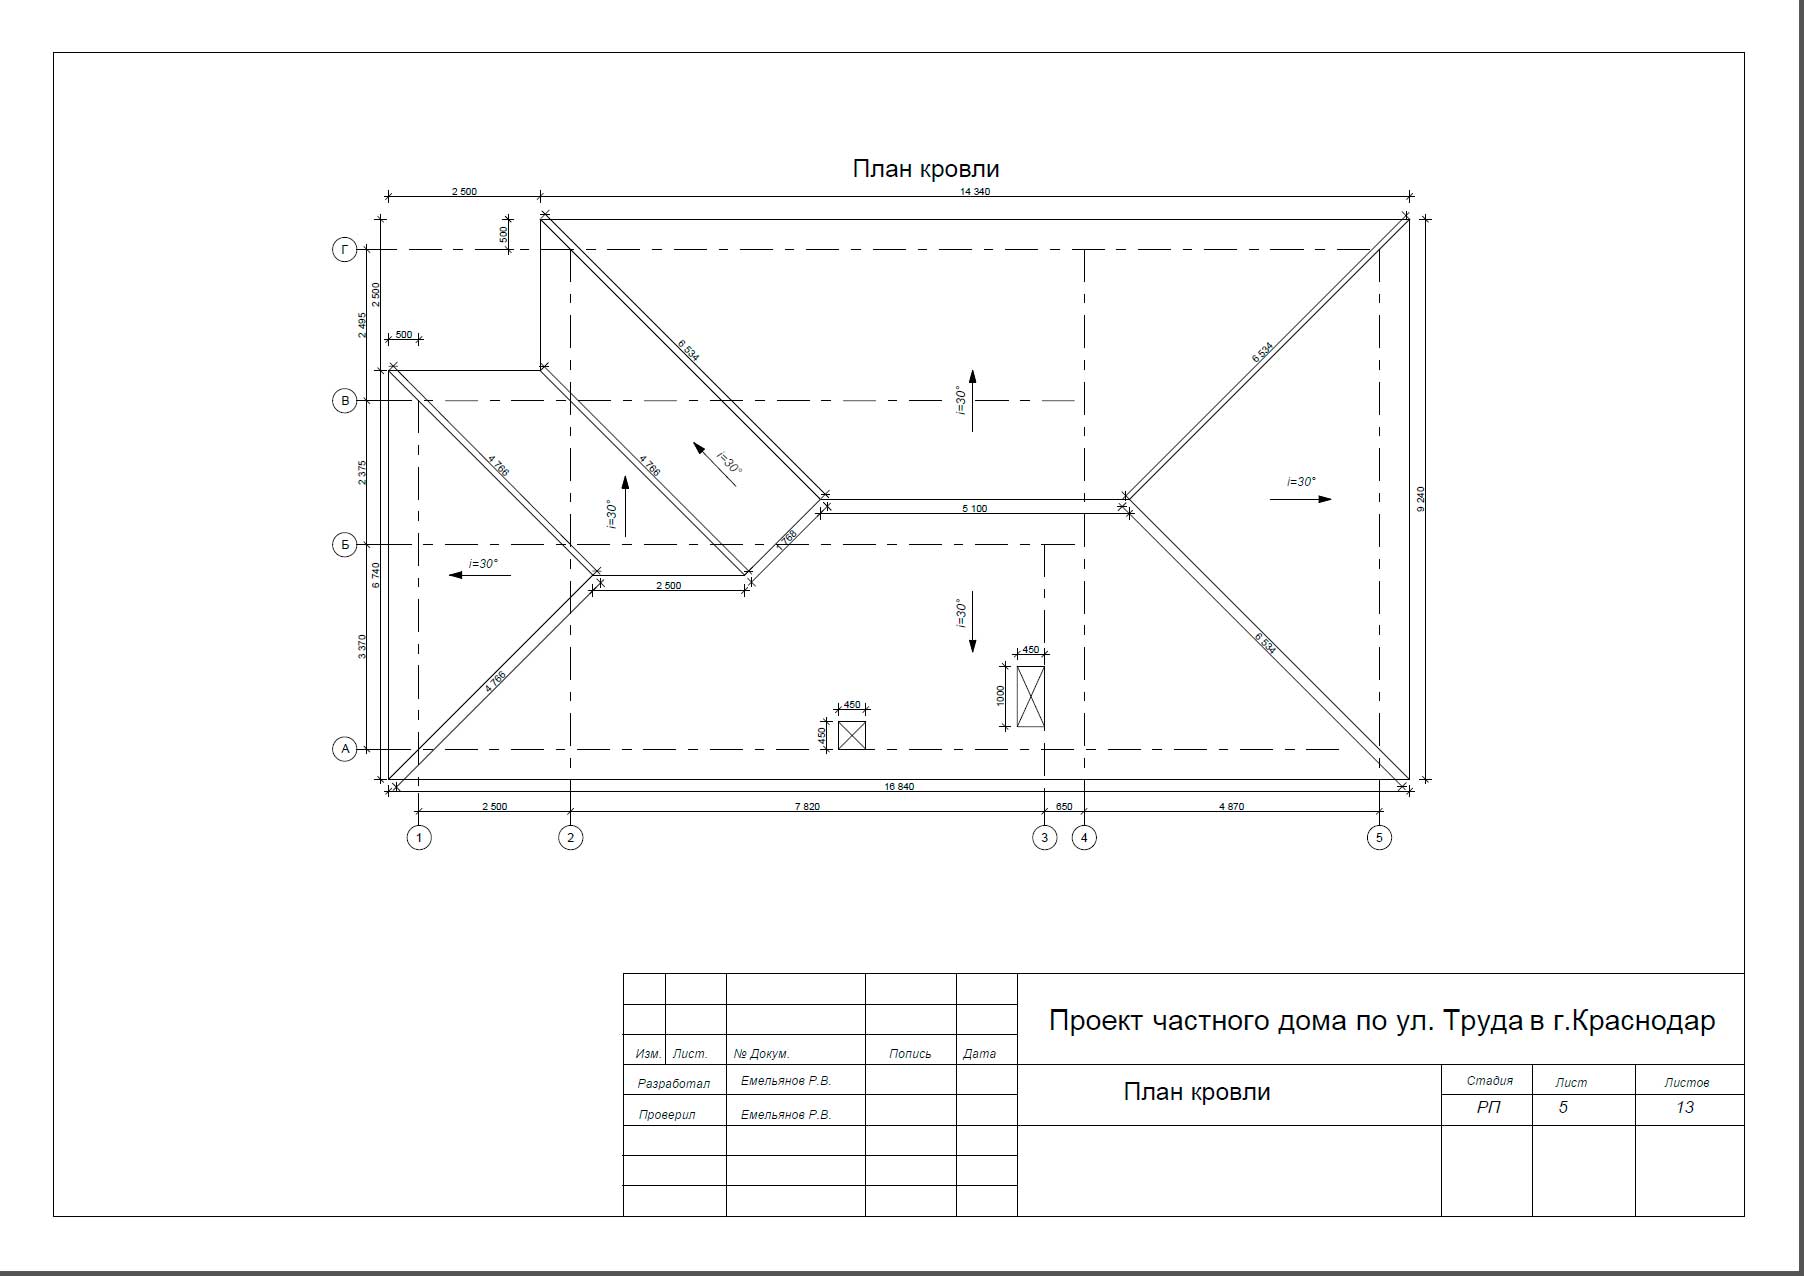 План кровли
2 500
14 340
500
Г
2 500
2 495
500
6 534
6 534
В
i=30°
4 766
4 766
i=30°
2 375
i=30°
9 240
i=30°
5 100
Б
1 768
i=30°
6 740
2 500
i=30°
3 370
6 534
450
4 766
1000
450
450
А
16 840
2 500
7 820
650
4 870
1
2
3
4
5
Проект частного дома по ул. Труда в г.Краснодар
Изм. Лист. № Докум. Попись Дата
Разработал Емельянов Р.В.
План кровли
Стадия Лист Листов
РП 5 13
Проверил Емельянов Р.В.